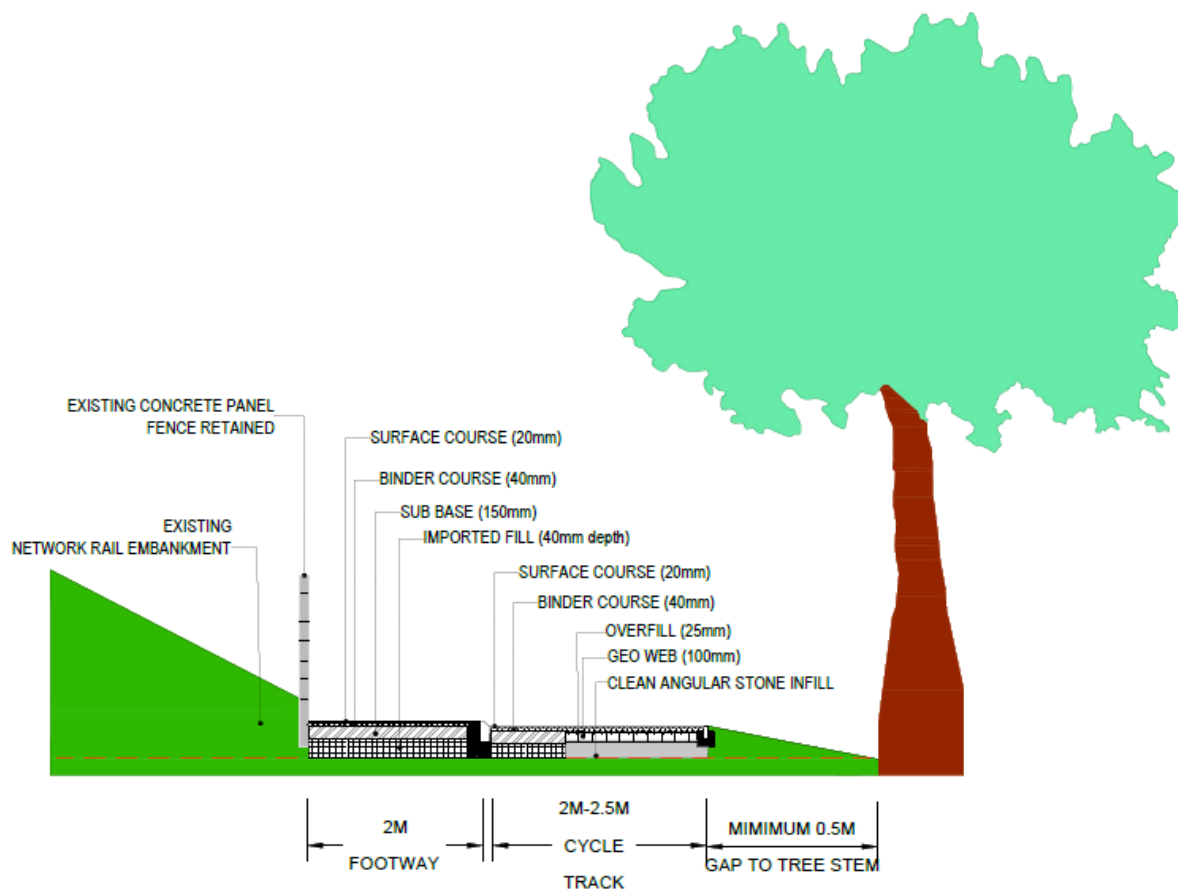 EXISTING CONCRETE PANEL
FENCE RETAINED
SURFACE COURSE (20mm)
BINDER COURSE (40mm)
SUB BASE (150mm)
EXISTING
NETWORK RAIL EMBANKMENT
IMPORTED FILL (40mm depth)
SURFACE COURSE (20mm)
BINDER COURSE (40mm)
OVERFILL (25mm)
GEO WEB (100mm)
CLEAN ANGULAR STONE INFILL
2M
FOOTWAY
2M-2.5M
CYCLE
TRACK
MIMIMUM 0.5M
GAP TO TREE STEM